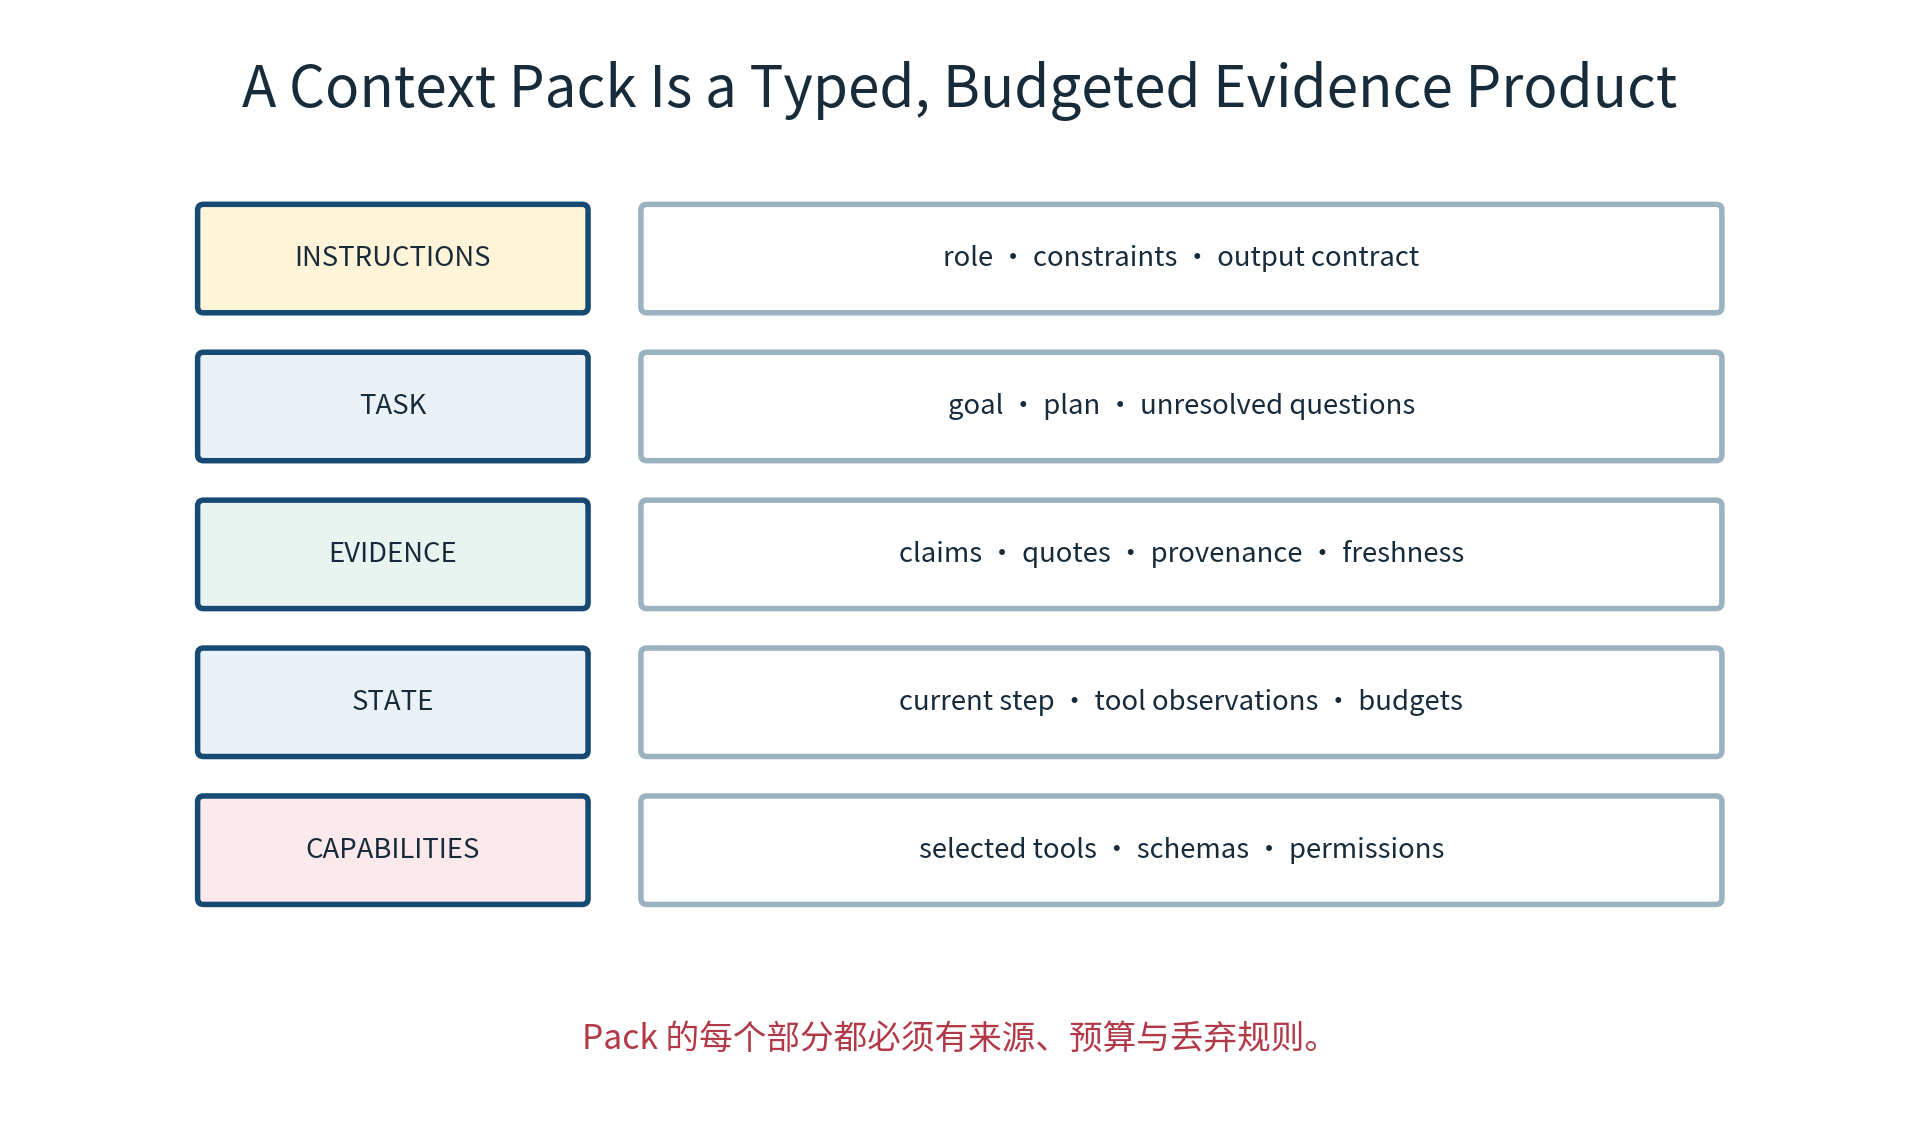 A Context Pack Is a Typed, Budgeted Evidence Product
INSTRUCTIONS
role • constraints • output contract
TASK
goal • plan • unresolved questions
EVIDENCE
claims • quotes • provenance • freshness
STATE
current step • tool observations • budgets
CAPABILITIES
selected tools • schemas • permissions
Pack 的每个部分都必须有来源、预算与丢弃规则。